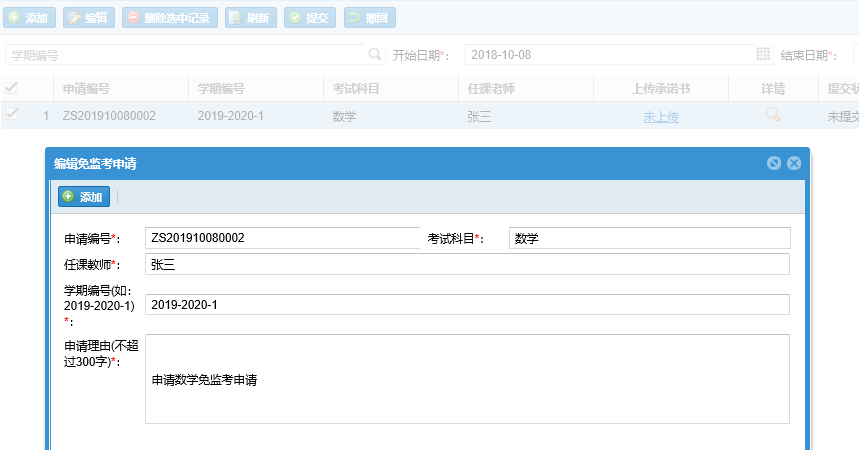 添加 编辑 删除选中记录 刷新 提交 撤回
学期编号 开始日期*: 2018-10-08 结束日期*:
申请编号 学期编号 考试科目 任课老师 上传承诺书 详情 提交状
1 ZS201910080002 2019-2020-1 数学 张三 未上传 未提交
编辑免监考申请
添加
申请编号*: ZS201910080002 考试科目*: 数学
任课教师*: 张三
学期编号(如:
2019-2020-1) 2019-2020-1
*:
申请理由(不超
过300字)*:
申请数学免监考申请